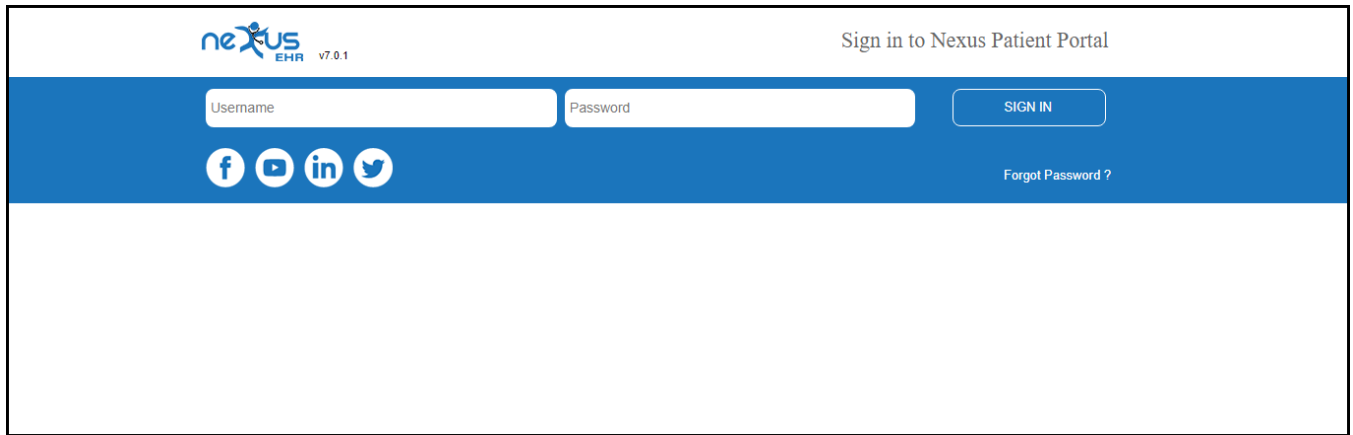 neXus
EHR v7.0.1
Sign in to Nexus Patient Portal
Username
Password
SIGN IN
Forgot Password ?